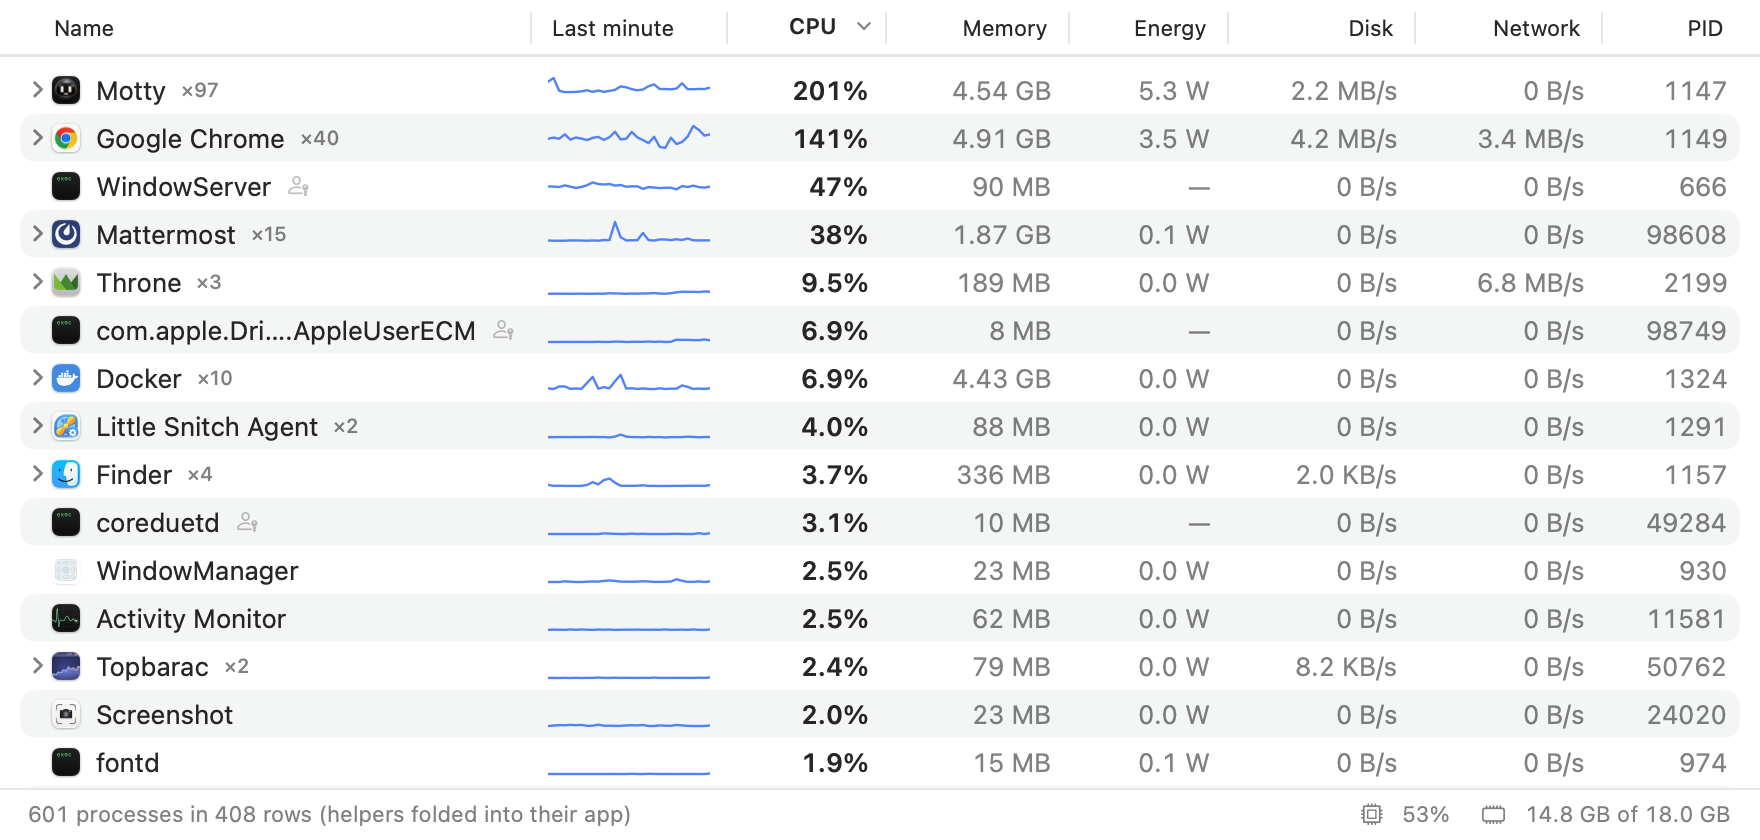 Name Last minute CPU Memory Energy Disk Network PID
Motty ×97 201% 4.54 GB 5.3 W 2.2 MB/s 0 B/s 1147
Google Chrome ×40 141% 4.91 GB 3.5 W 4.2 MB/s 3.4 MB/s 1149
exec WindowServer 47% 90 MB — 0 B/s 0 B/s 666
Mattermost ×15 38% 1.87 GB 0.1 W 0 B/s 0 B/s 98608
Throne ×3 9.5% 189 MB 0.0 W 0 B/s 6.8 MB/s 2199
exec com.apple.Dri....AppleUserECM 6.9% 8 MB — 0 B/s 0 B/s 98749
Docker ×10 6.9% 4.43 GB 0.0 W 0 B/s 0 B/s 1324
Little Snitch Agent ×2 4.0% 88 MB 0.0 W 0 B/s 0 B/s 1291
Finder ×4 3.7% 336 MB 0.0 W 2.0 KB/s 0 B/s 1157
exec coreduetd 3.1% 10 MB — 0 B/s 0 B/s 49284
WindowManager 2.5% 23 MB 0.0 W 0 B/s 0 B/s 930
Activity Monitor 2.5% 62 MB 0.0 W 0 B/s 0 B/s 11581
Topbarac ×2 2.4% 79 MB 0.0 W 8.2 KB/s 0 B/s 50762
Screenshot 2.0% 23 MB 0.0 W 0 B/s 0 B/s 24020
exec fontd 1.9% 15 MB 0.1 W 0 B/s 0 B/s 974
601 processes in 408 rows (helpers folded into their app) 53% 14.8 GB of 18.0 GB